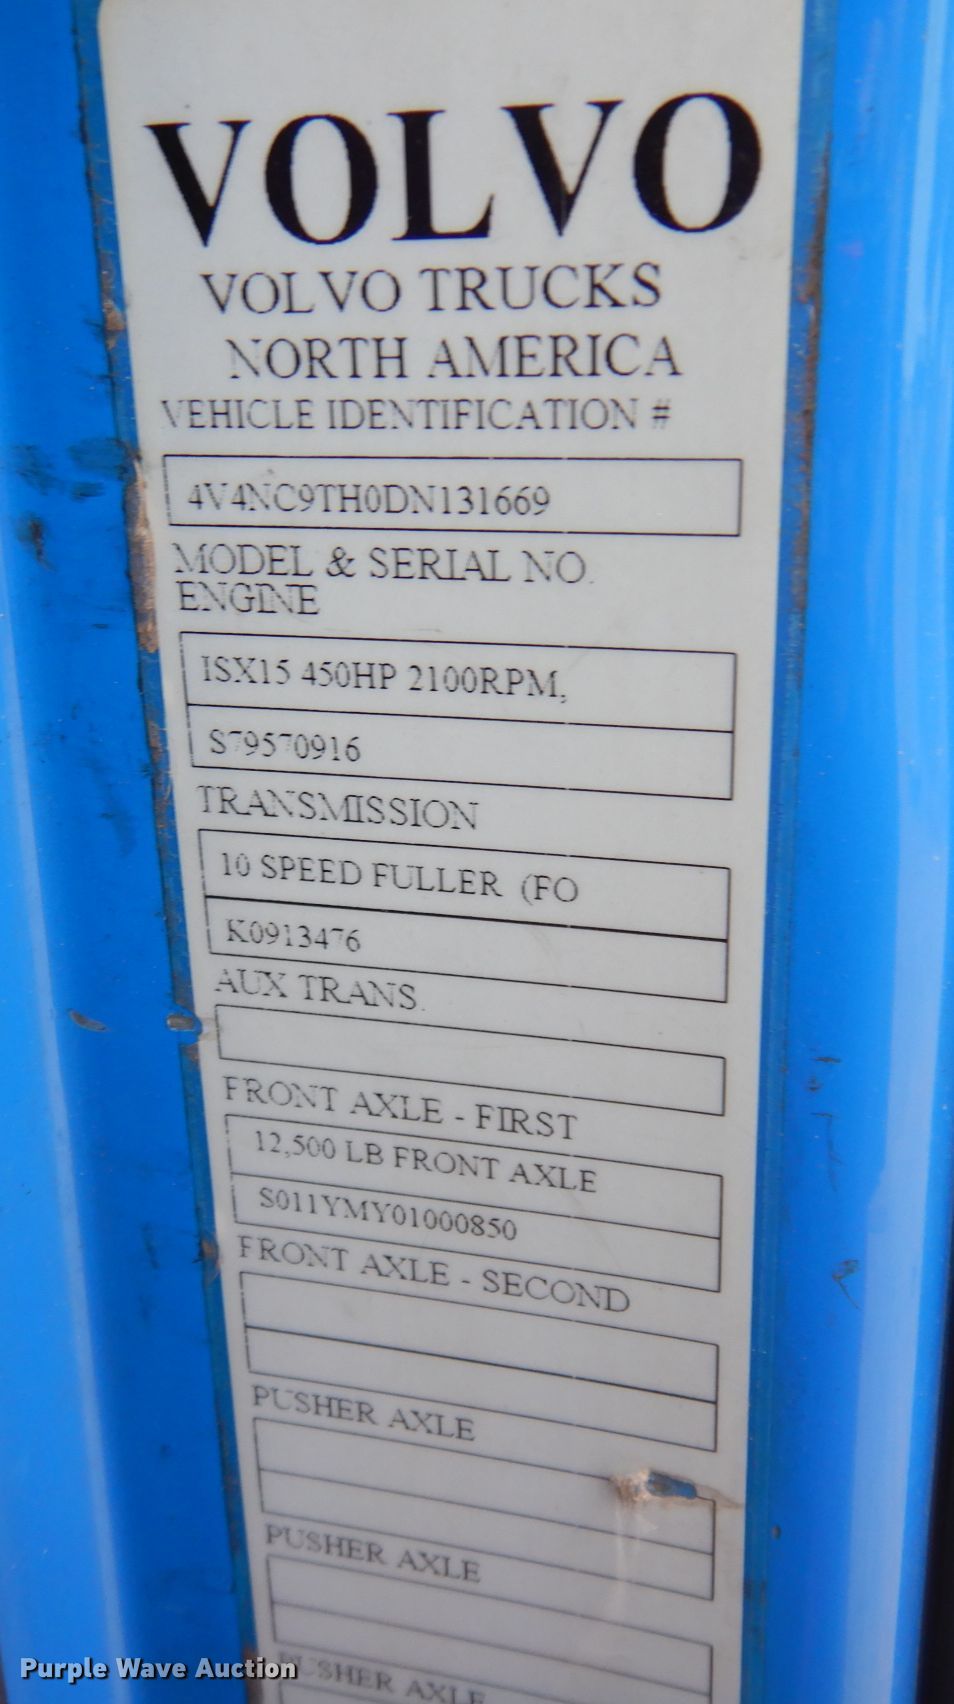 VOLVO
VOLVO TRUCKS
NORTH AMERICA
VEHICLE IDENTIFICATION #
4V4NC9TH0DN131669
MODEL & SERIAL NO.
ENGINE
ISX15 450HP 2100RPM,
S79570916
TRANSMISSION
10 SPEED FULLER (FO
K0913476
AUX TRANS.
FRONT AXLE - FIRST
12,500 LB FRONT AXLE
S011YMY01000850
FRONT AXLE - SECOND
PUSHER AXLE
PUSHER AXLE
PUSHER AXLE
Purple Wave Auction